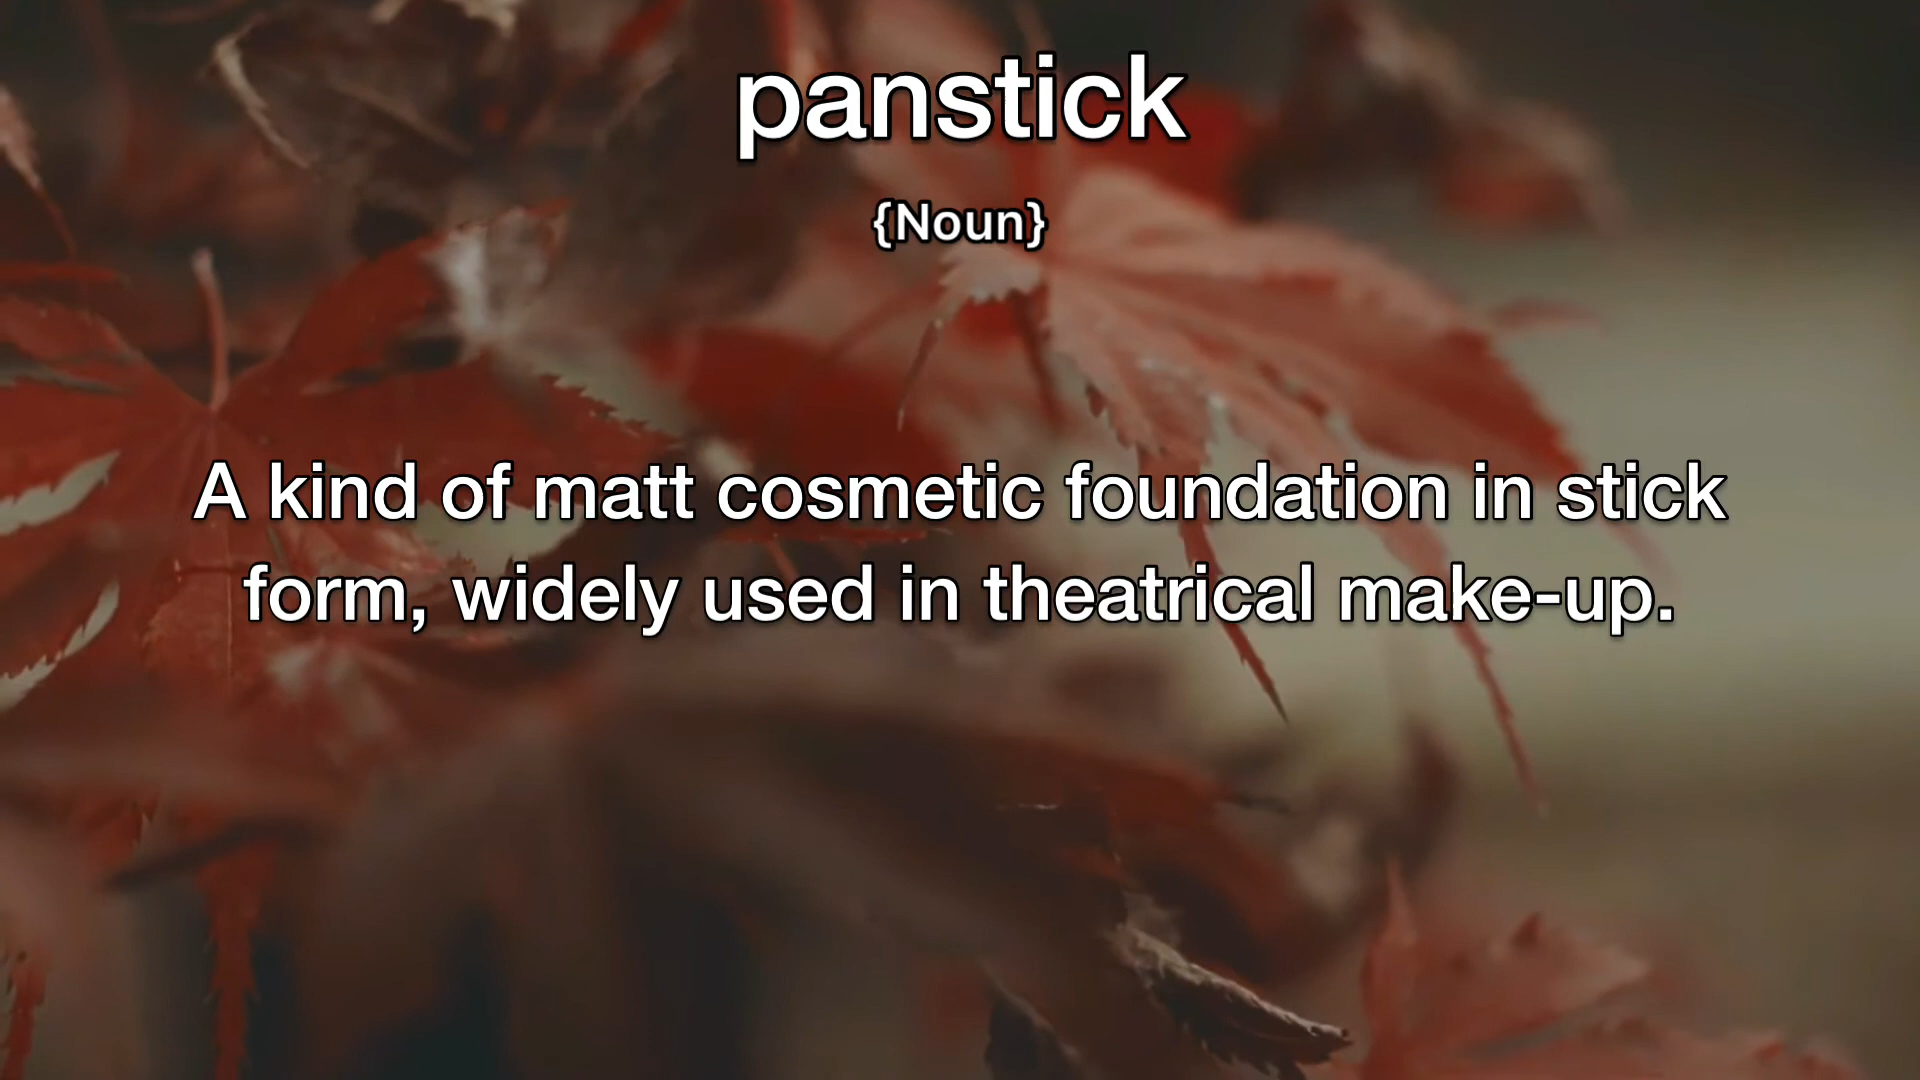 panstick
{Noun}
A kind of matt cosmetic foundation in stick
form, widely used in theatrical make-up.